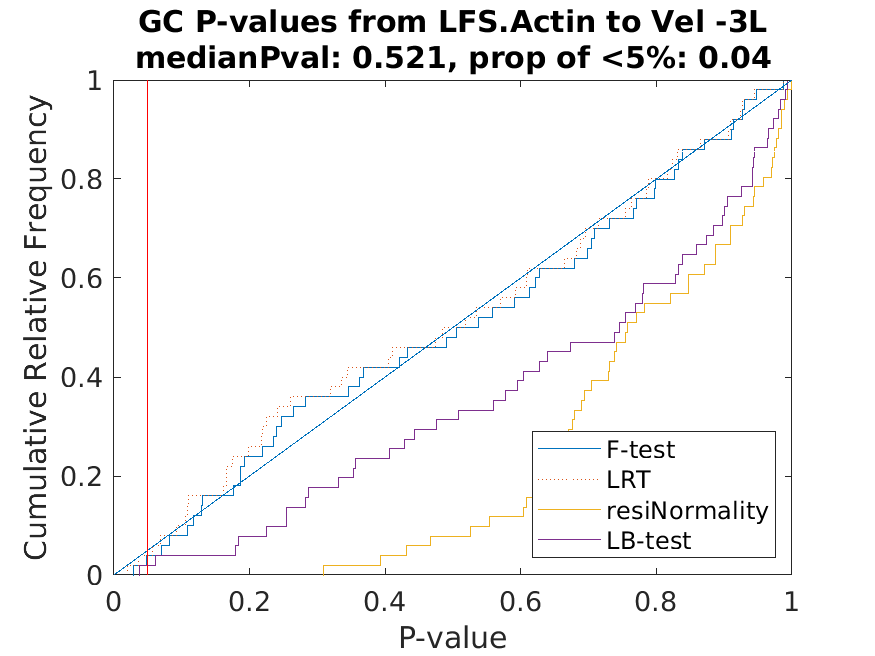 GC P-values from LFS.Actin to Vel -3L
medianPval: 0.521, prop of <5%: 0.04
Cumulative Relative Frequency
1
0.8
0.6
0.4
0.2
0
F-test
LRT
resiNormality
LB-test
0 0.2 0.4 0.6 0.8 1
P-value